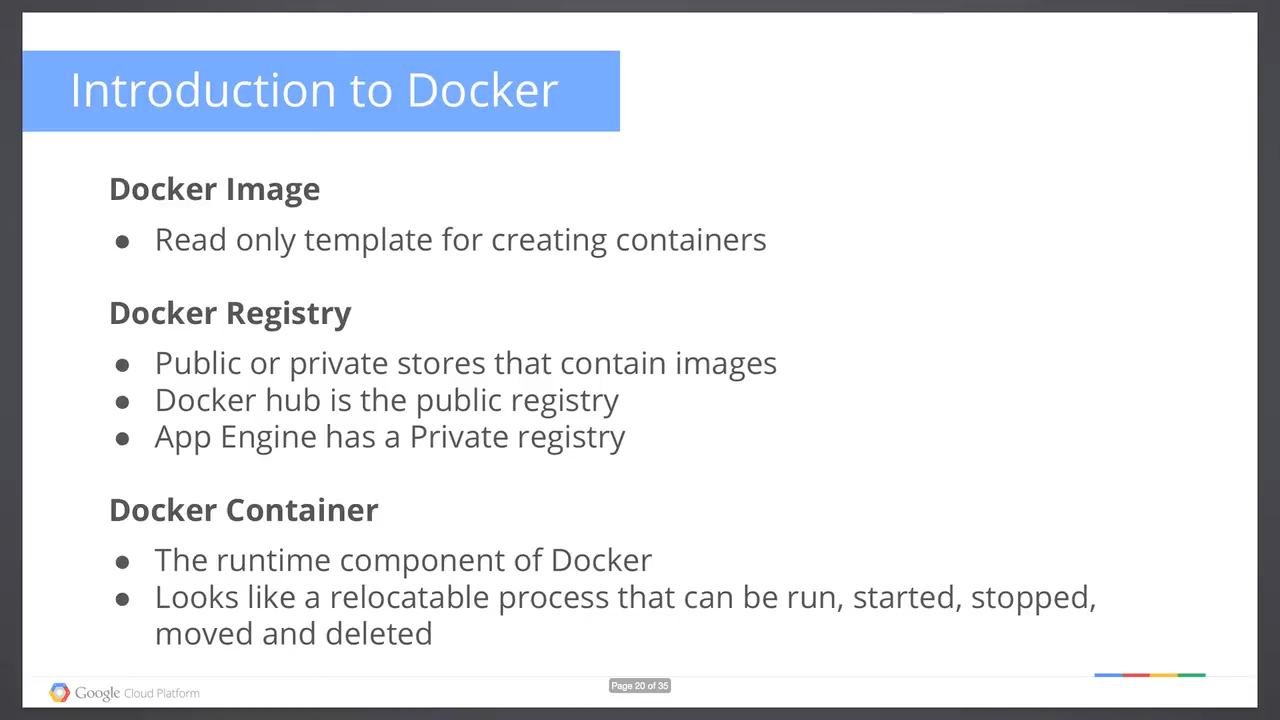 Introduction to Docker
Docker Image
● Read only template for creating containers
Docker Registry
● Public or private stores that contain images
● Docker hub is the public registry
● App Engine has a Private registry
Docker Container
● The runtime component of Docker
● Looks like a relocatable process that can be run, started, stopped,
moved and deleted
Google Cloud Platform
Page 20 of 35